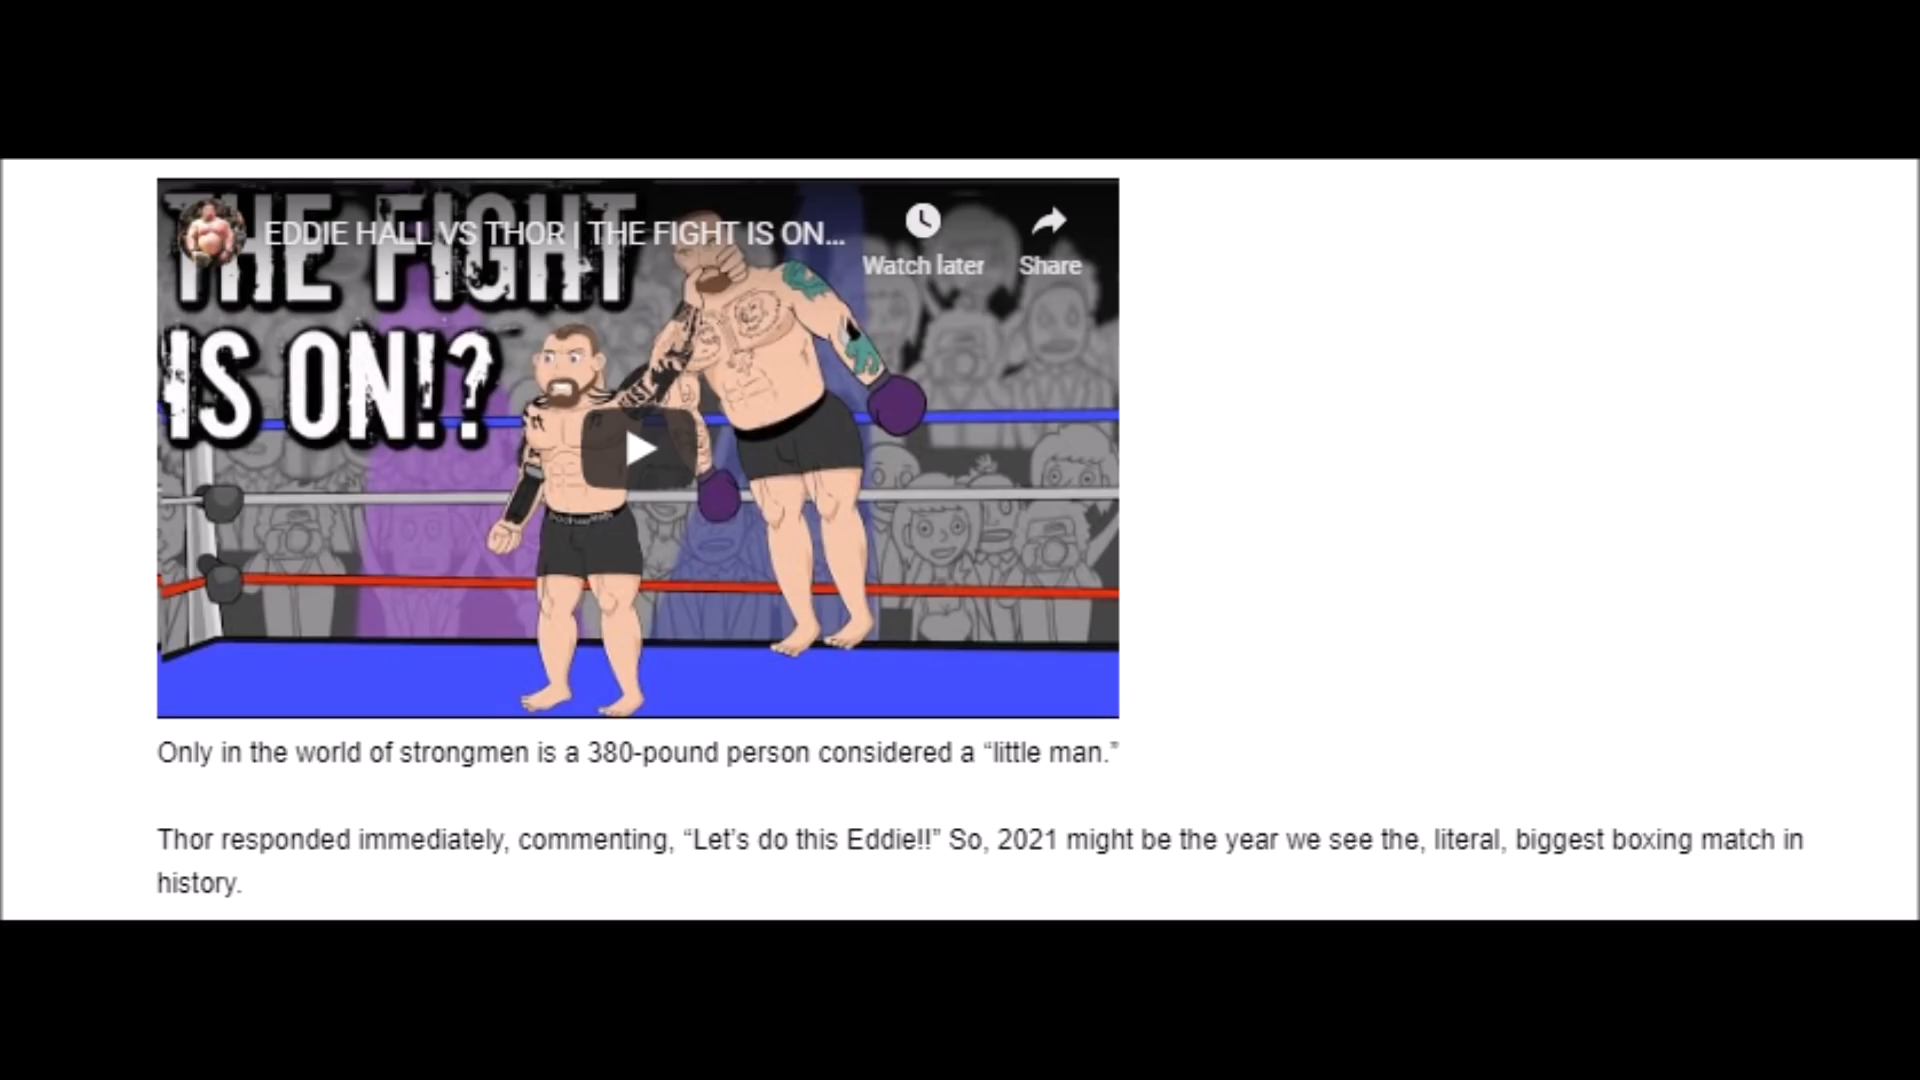 THE FIGHT
IS ON!?
EDDIE HALL VS THOR | THE FIGHT IS ON...
Watch later
Share
Only in the world of strongmen is a 380-pound person considered a “little man.”
Thor responded immediately, commenting, “Let’s do this Eddie!!” So, 2021 might be the year we see the, literal, biggest boxing match in
history.